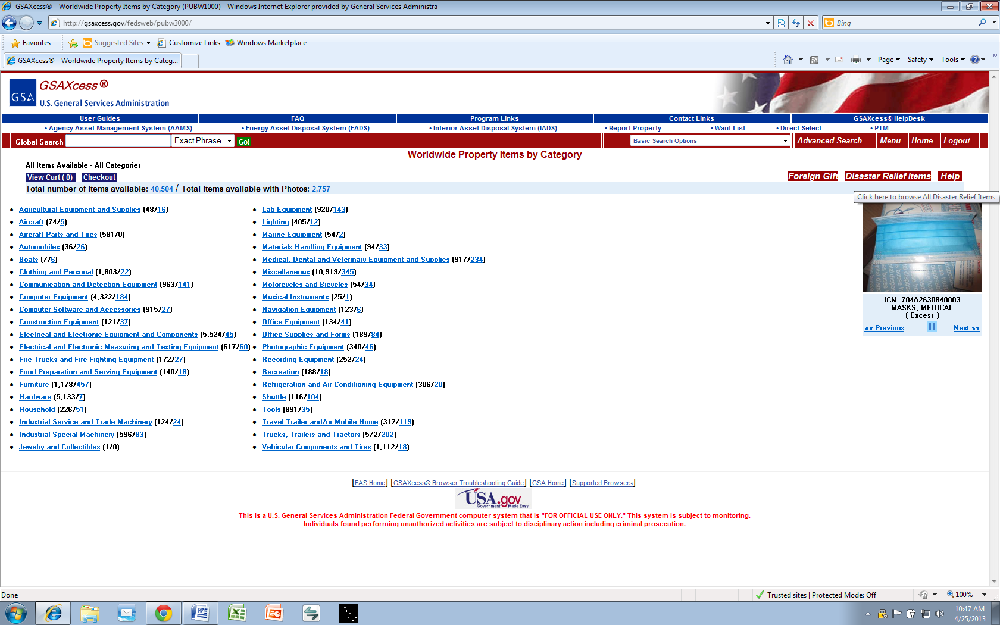 GSAXcess® - Worldwide Property Items by Category (PUBW1000) - Windows Internet Explorer provided by General Services Administra
http://gsaxcess.gov/fedsweb/pubw3000/
Bing
Favorites Suggested Sites Customize Links Windows Marketplace
GSAXcess® - Worldwide Property Items by Categ...
Page Safety Tools
GSA GSAXcess®
U.S. General Services Administration
User Guides FAQ Program Links Contact Links GSAXcess® HelpDesk
• Agency Asset Management System (AAMS) • Energy Asset Disposal System (EADS) • Interior Asset Disposal System (IADS) • Report Property • Want List • Direct Select • PTM
Global Search Exact Phrase Go! Basic Search Options Advanced Search Menu Home Logout
Worldwide Property Items by Category
All Items Available - All Categories
View Cart ( 0) Checkout Foreign Gift Disaster Relief Items Help
Total number of items available: 40,504 / Total items available with Photos: 2,757
Click here to browse All Disaster Relief Items
• Agricultural Equipment and Supplies (48/16)
• Aircraft (74/5)
• Aircraft Parts and Tires (581/0)
• Automobiles (36/26)
• Boats (7/6)
• Clothing and Personal (1,803/22)
• Communication and Detection Equipment (963/141)
• Computer Equipment (4,322/184)
• Computer Software and Accessories (915/27)
• Construction Equipment (121/37)
• Electrical and Electronic Equipment and Components (5,524/45)
• Electrical and Electronic Measuring and Testing Equipment (617/60)
• Fire Trucks and Fire Fighting Equipment (172/27)
• Food Preparation and Serving Equipment (140/18)
• Furniture (1,178/457)
• Hardware (5,133/7)
• Household (226/51)
• Industrial Service and Trade Machinery (124/24)
• Industrial Special Machinery (596/83)
• Jewelry and Collectibles (1/0)
• Lab Equipment (920/143)
• Lighting (405/12)
• Marine Equipment (54/2)
• Materials Handling Equipment (94/33)
• Medical, Dental and Veterinary Equipment and Supplies (917/234)
• Miscellaneous (10,919/345)
• Motorcycles and Bicycles (54/34)
• Musical Instruments (25/1)
• Navigation Equipment (123/6)
• Office Equipment (134/41)
• Office Supplies and Forms (189/84)
• Photographic Equipment (340/46)
• Recording Equipment (252/24)
• Recreation (188/18)
• Refrigeration and Air Conditioning Equipment (306/20)
• Shuttle (116/104)
• Tools (891/35)
• Travel Trailer and/or Mobile Home (312/119)
• Trucks, Trailers and Tractors (572/202)
• Vehicular Components and Tires (1,112/18)
ICN: 704A2630840003
MASKS, MEDICAL
( Excess )
<< Previous Next >>
[FAS Home] [GSAXcess® Browser Troubleshooting Guide] [GSA Home] [Supported Browsers]
USA.gov
Government Made Easy
This is a U.S. General Services Administration Federal Government computer system that is "FOR OFFICIAL USE ONLY." This system is subject to monitoring.
Individuals found performing unauthorized activities are subject to disciplinary action including criminal prosecution.
Done Trusted sites | Protected Mode: Off 100%
10:47 AM
4/25/2013